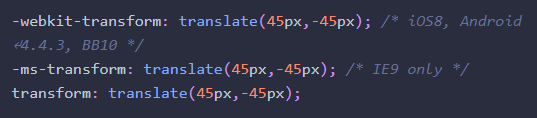 -webkit-transform: translate(45px,-45px); /* iOS8, Android
↵4.4.3, BB10 */
-ms-transform: translate(45px,-45px); /* IE9 only */
transform: translate(45px,-45px);